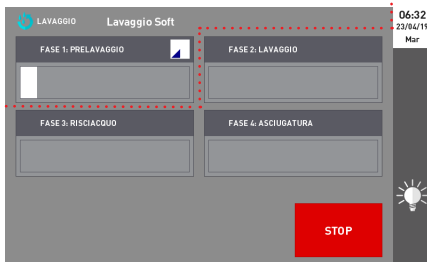 LAVAGGIO Lavaggio Soft
06:32
23/04/19
Mar
FASE 1: PRELAVAGGIO
FASE 2: LAVAGGIO
FASE 3: RISCIACQUO
FASE 4: ASCIUGATURA
STOP